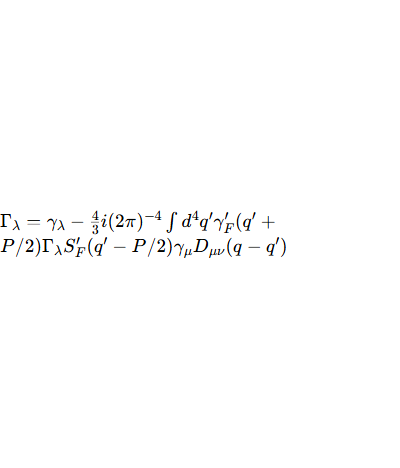 Γ_λ = γ_λ − \frac{4}{3} i(2π)^{−4} ∫ d^4q′γ′_F(q′ +
P/2)Γ_λS′_F(q′ − P/2)γ_μD_{μν}(q − q′)